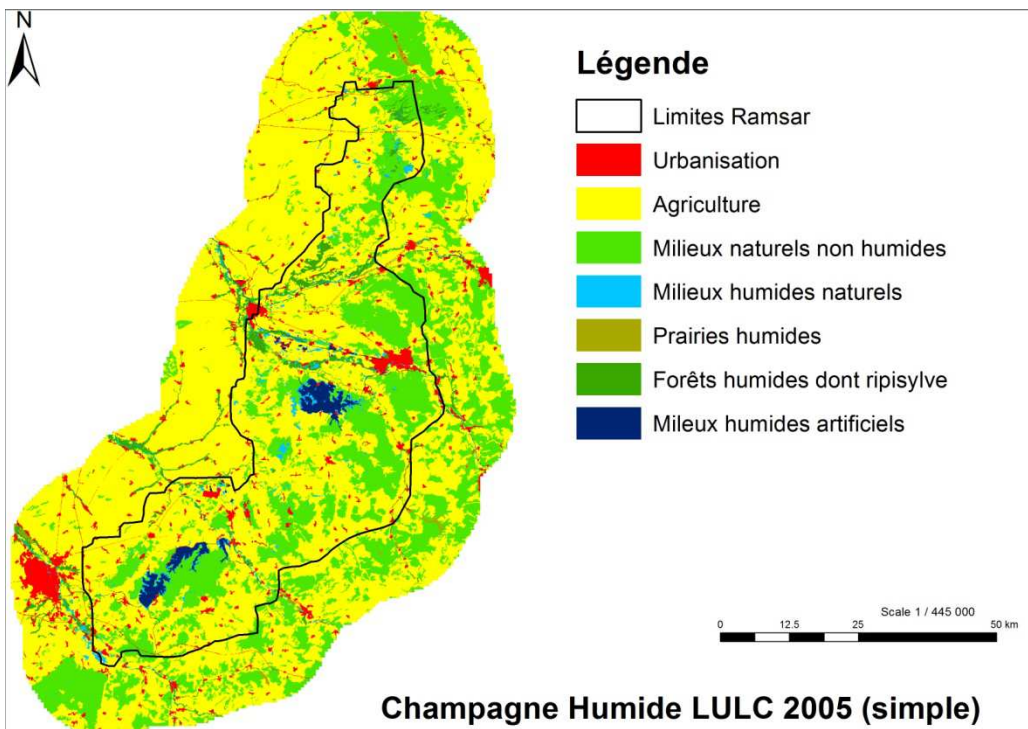 N
Légende
Limites Ramsar
Urbanisation
Agriculture
Milieux naturels non humides
Milieux humides naturels
Prairies humides
Forêts humides dont ripisylve
Mileux humides artificiels
Scale 1 / 445 000
0 12.5 25 50 km
Champagne Humide LULC 2005 (simple)